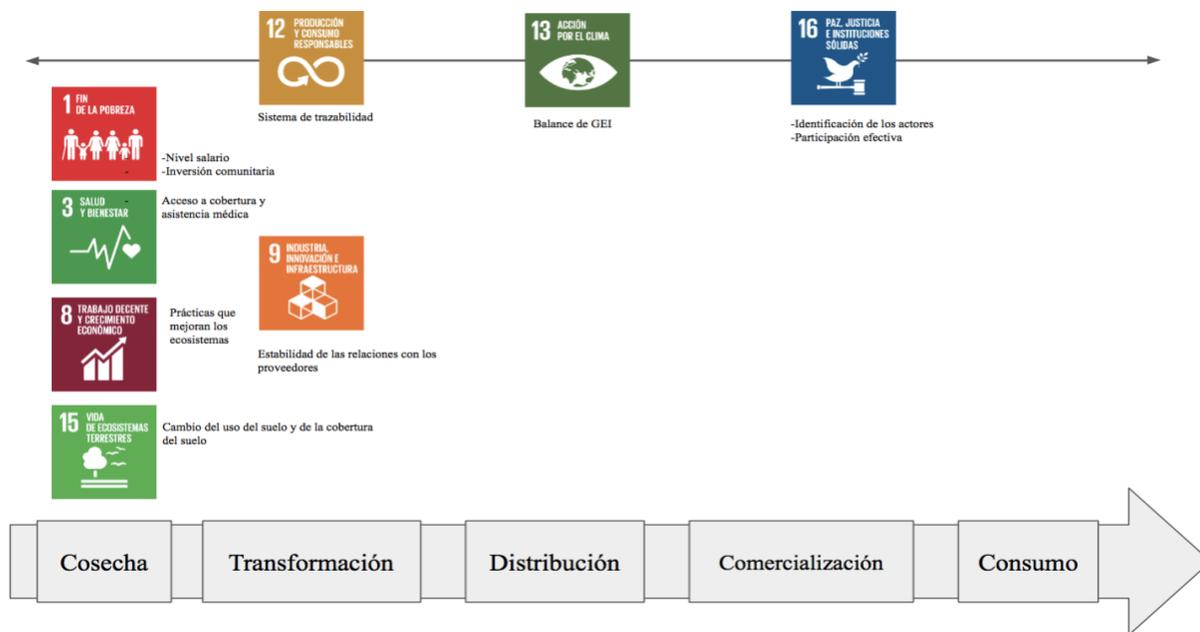 12 PRODUCCIÓN
Y CONSUMO
RESPONSABLES
Sistema de trazabilidad
13 ACCIÓN
POR EL CLIMA
Balance de GEI
16 PAZ, JUSTICIA
E INSTITUCIONES
SÓLIDAS
-Identificación de los actores
-Participación efectiva
1 FIN
DE LA POBREZA
-Nivel salario
-Inversión comunitaria
3 SALUD
Y BIENESTAR
Acceso a cobertura y
asistencia médica
8 TRABAJO DECENTE
Y CRECIMIENTO
ECONÓMICO
Prácticas que
mejoran los
ecosistemas
9 INDUSTRIA,
INNOVACIÓN E
INFRAESTRUCTURA
Estabilidad de las relaciones con los
proveedores
15 VIDA
DE ECOSISTEMAS
TERRESTRES
Cambio del uso del suelo y de la cobertura
del suelo
Cosecha
Transformación
Distribución
Comercialización
Consumo